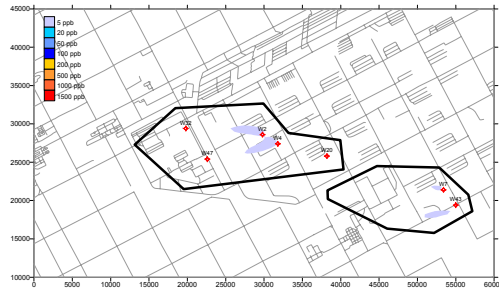 45000
40000
35000
30000
25000
20000
15000
10000
5 ppb
20 ppb
50 ppb
100 ppb
200 ppb
500 ppb
1000 ppb
1500 ppb
W32
W2
W4
W47
W20
W7
W43
0
5000
10000
15000
20000
25000
30000
35000
40000
45000
50000
55000
60000